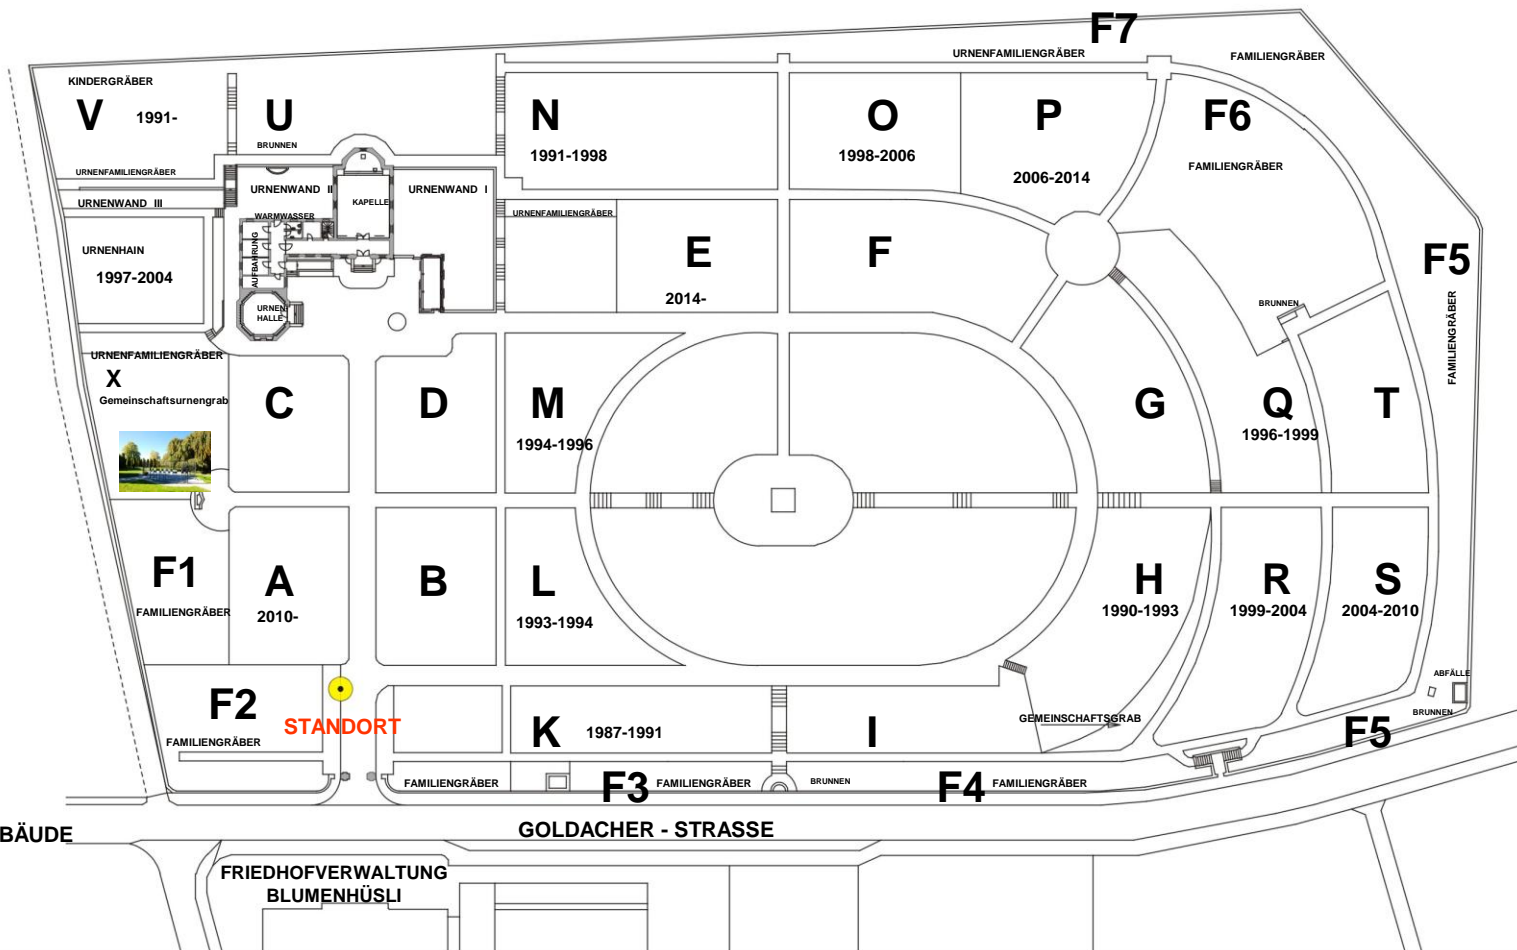 F7
URNENFAMILIENGRÄBER
FAMILIENGRÄBER
KINDERGRÄBER
V
1991-
U
BRUNNEN
N
1991-1998
O
1998-2006
P
2006-2014
F6
FAMILIENGRÄBER
URNENFAMILIENGRÄBER
URNENWAND III
URNENWAND II
WARMWASSER
KAPELLE
URNENWAND I
URNENFAMILIENGRÄBER
URNENHAIN
1997-2004
AUFBAHRUNG
URNEN-
HALLE
E
2014-
F
F5
FAMILIENGRÄBER
BRUNNEN
URNENFAMILIENGRÄBER
X
Gemeinschaftsurnengrab
C
D
M
1994-1996
G
Q
1996-1999
T
F1
FAMILIENGRÄBER
A
2010-
B
L
1993-1994
H
1990-1993
R
1999-2004
S
2004-2010
F2
FAMILIENGRÄBER
STANDORT
K
1987-1991
I
GEMEINSCHAFTSGRAB
ABFÄLLE
BRUNNEN
F5
FAMILIENGRÄBER
F3
FAMILIENGRÄBER
BRUNNEN
F4
FAMILIENGRÄBER
BÄUDE
GOLDACHER - STRASSE
FRIEDHOFVERWALTUNG
BLUMENHÜSLI